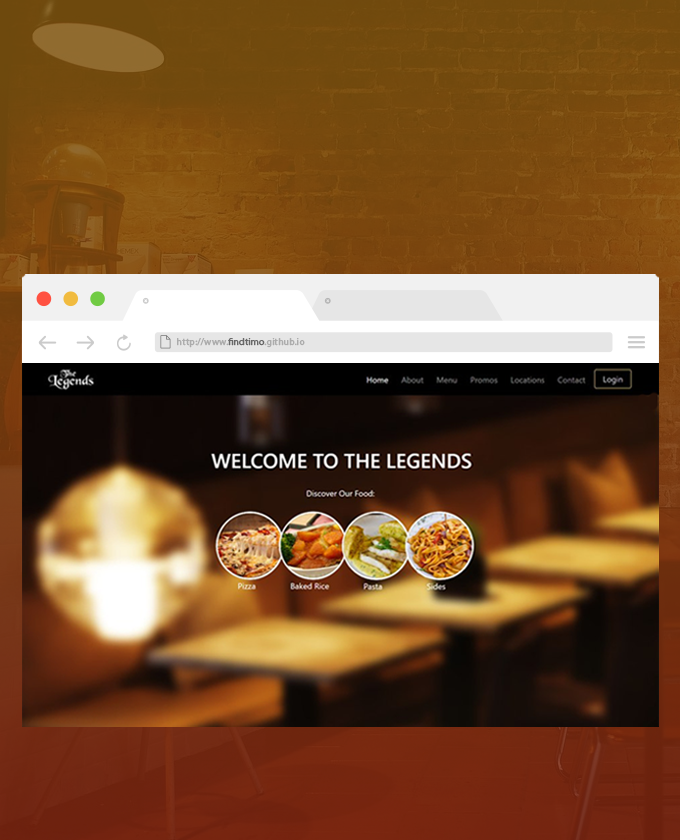 http://www.findtimo.github.io
The
Legends
Home About Menu Promos Locations Contact Login
WELCOME TO THE LEGENDS
Discover Our Food:
Pizza Baked Rice Pasta Sides